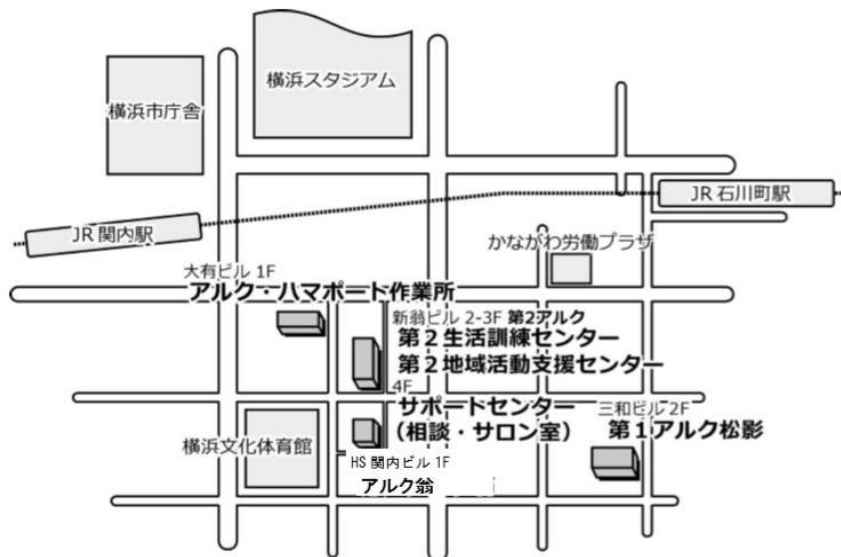 横浜スタジアム
横浜市庁舎
JR 石川町駅
JR 関内駅
かながわ労働プラザ
大有ビル 1F
アルク・ハマポート作業所
新翁ビル 2-3F 第2アルク
第2生活訓練センター
第2地域活動支援センター
4F
サポートセンター
（相談・サロン室）
三和ビル 2F
第1アルク松影
横浜文化体育館
HS 関内ビル 1F
アルク翁